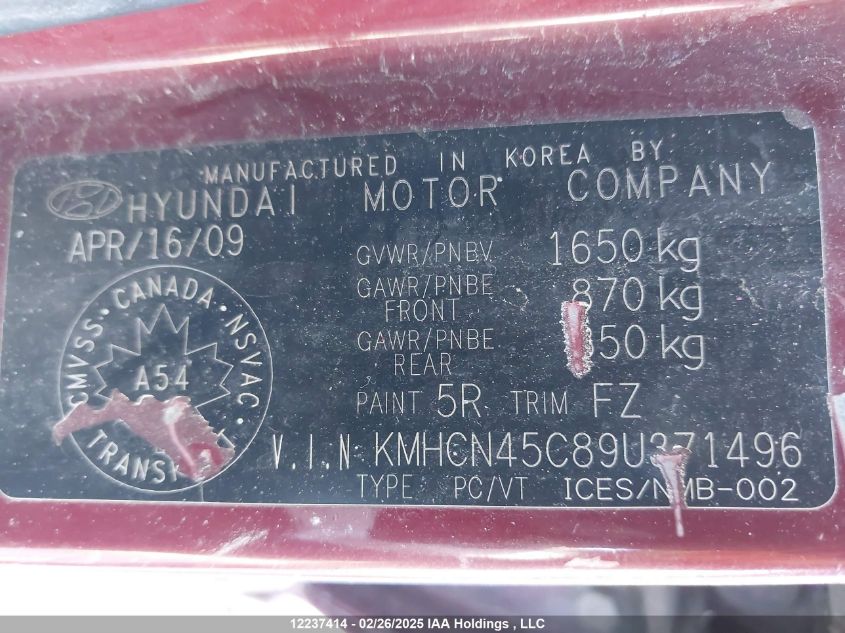 MANUFACTURED IN KOREA BY
HYUNDAI MOTOR COMPANY
APR/16/09
GVWR/PNBV 1650 kg
GAWR/PNBE FRONT 870 kg
GAWR/PNBE REAR 50 kg
CMVSS · CANADA · NSVAC
A54
PAINT 5R TRIM FZ
V.I.N KMHCN45C89U371496
TYPE PC/VT ICES/NMB-002
12237414 - 02/26/2025 IAA Holdings , LLC